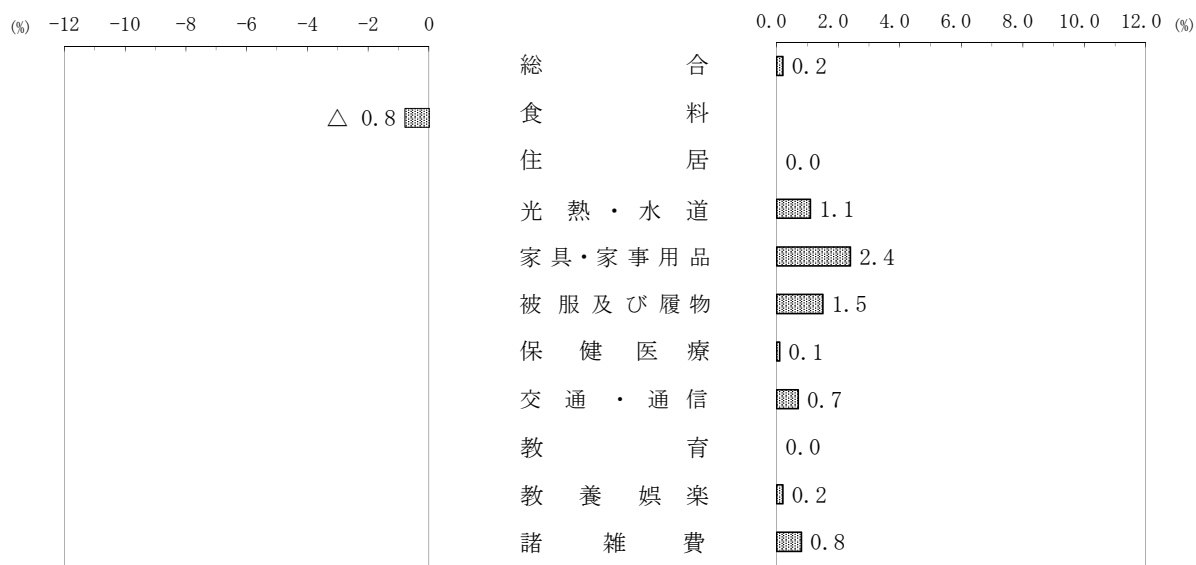 (%) -12 -10 -8 -6 -4 -2 0 0.0 2.0 4.0 6.0 8.0 10.0 12.0 (%)
総合 0.2
△ 0.8 食料
住居 0.0
光熱・水道 1.1
家具・家事用品 2.4
被服及び履物 1.5
保健医療 0.1
交通・通信 0.7
教育 0.0
教養娯楽 0.2
諸雑費 0.8